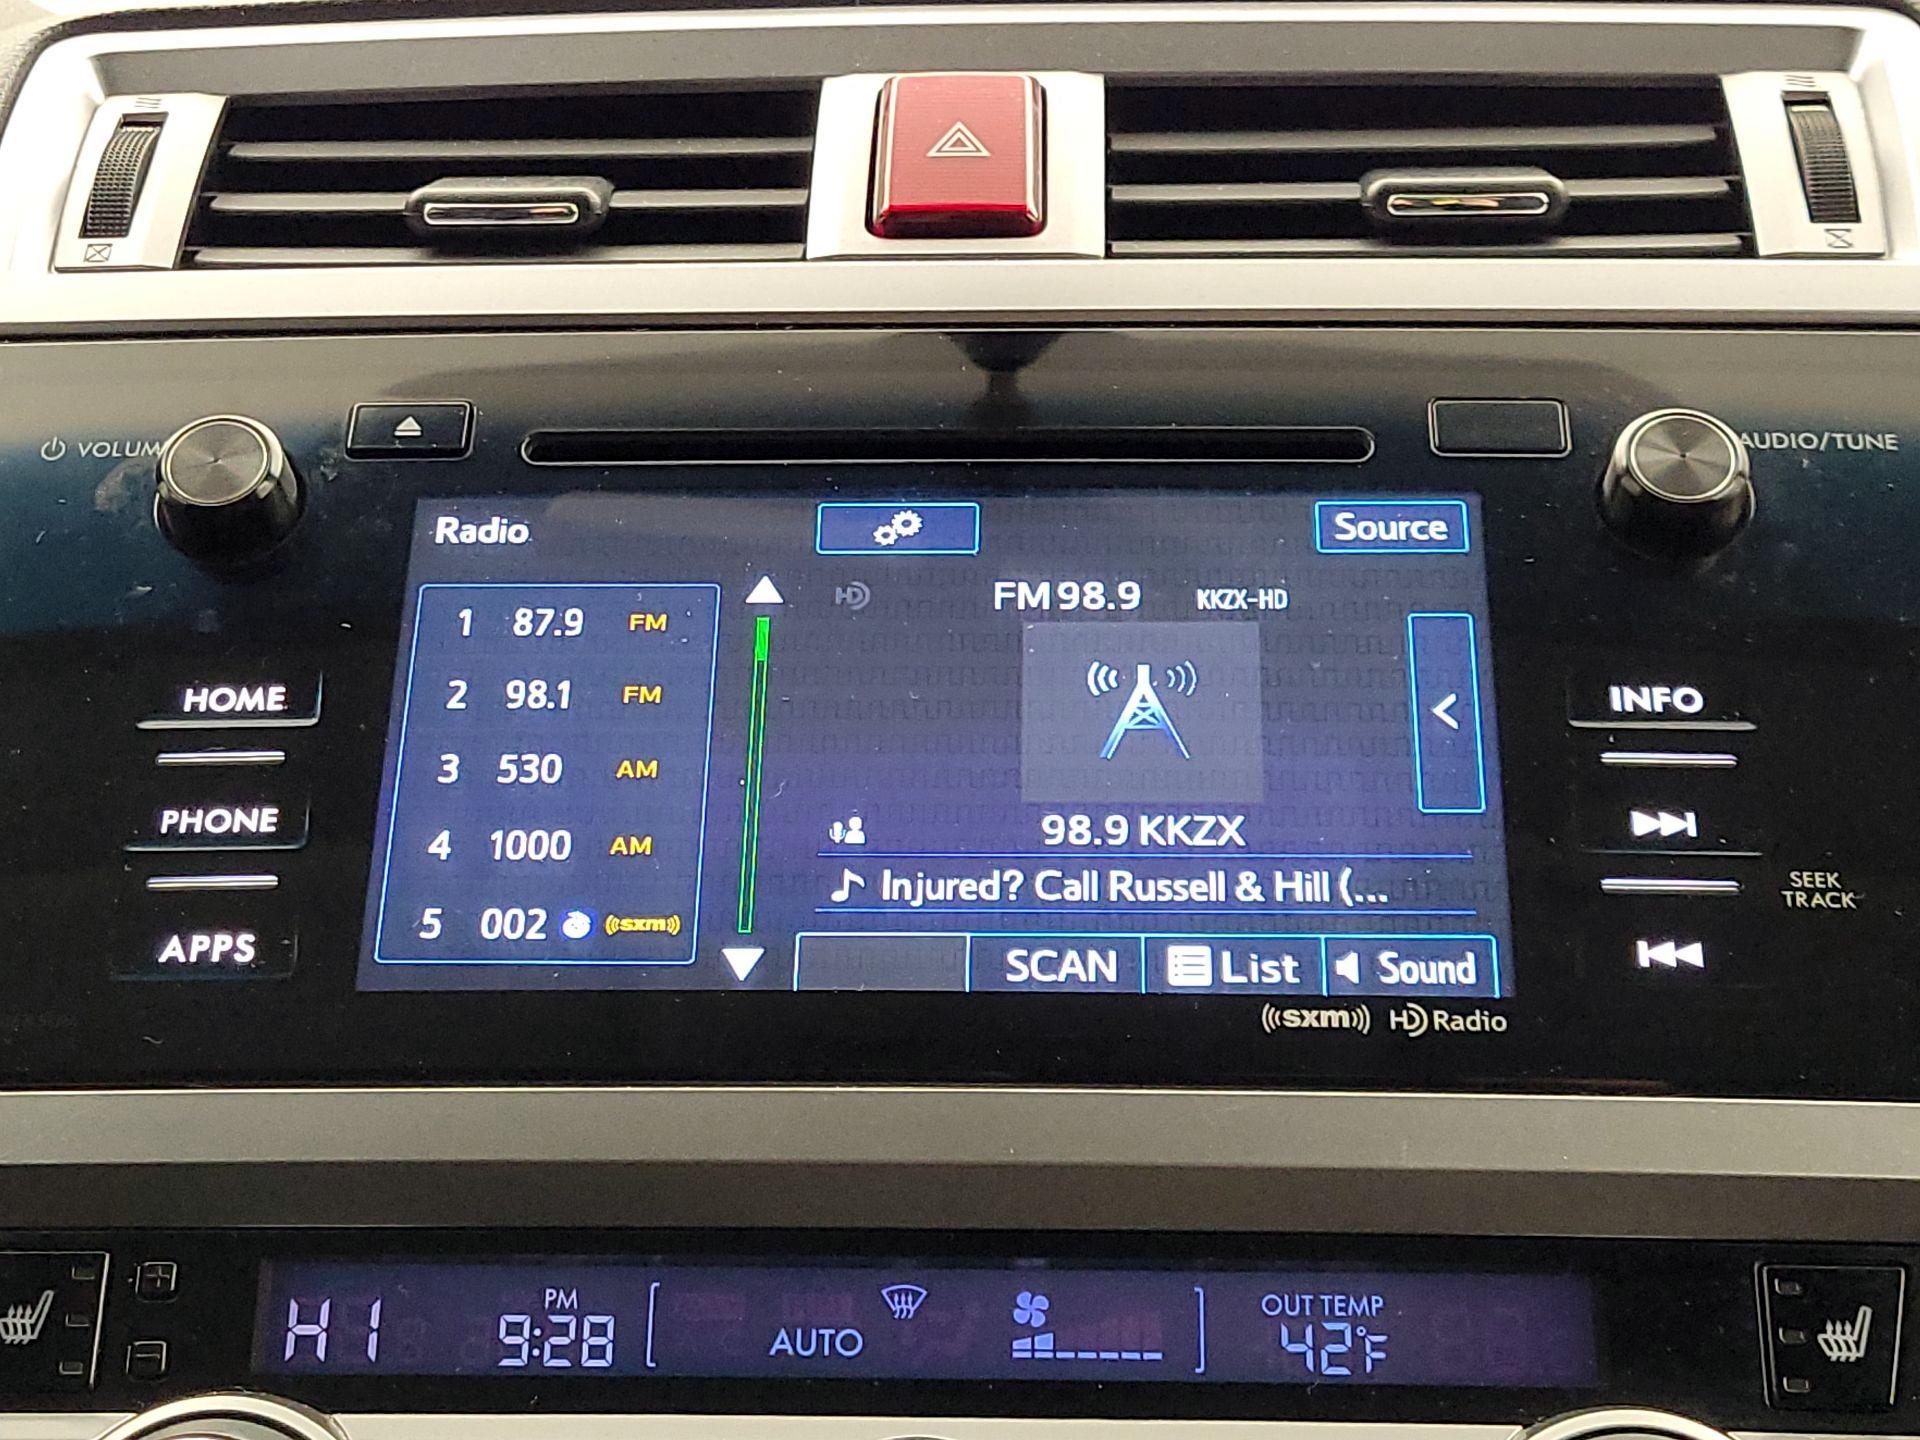 VOLUM
AUDIO/TUNE
Radio
Source
1 87.9 FM
2 98.1 FM
3 530 AM
4 1000 AM
5 002 ((sxm))
HD
FM 98.9 KKZX-HD
98.9 KKZX
Injured? Call Russell & Hill (...
SCAN
List
Sound
HOME
PHONE
APPS
INFO
SEEK
TRACK
((sxm)) HD Radio
HI
PM
9:28
AUTO
OUT TEMP
42°F